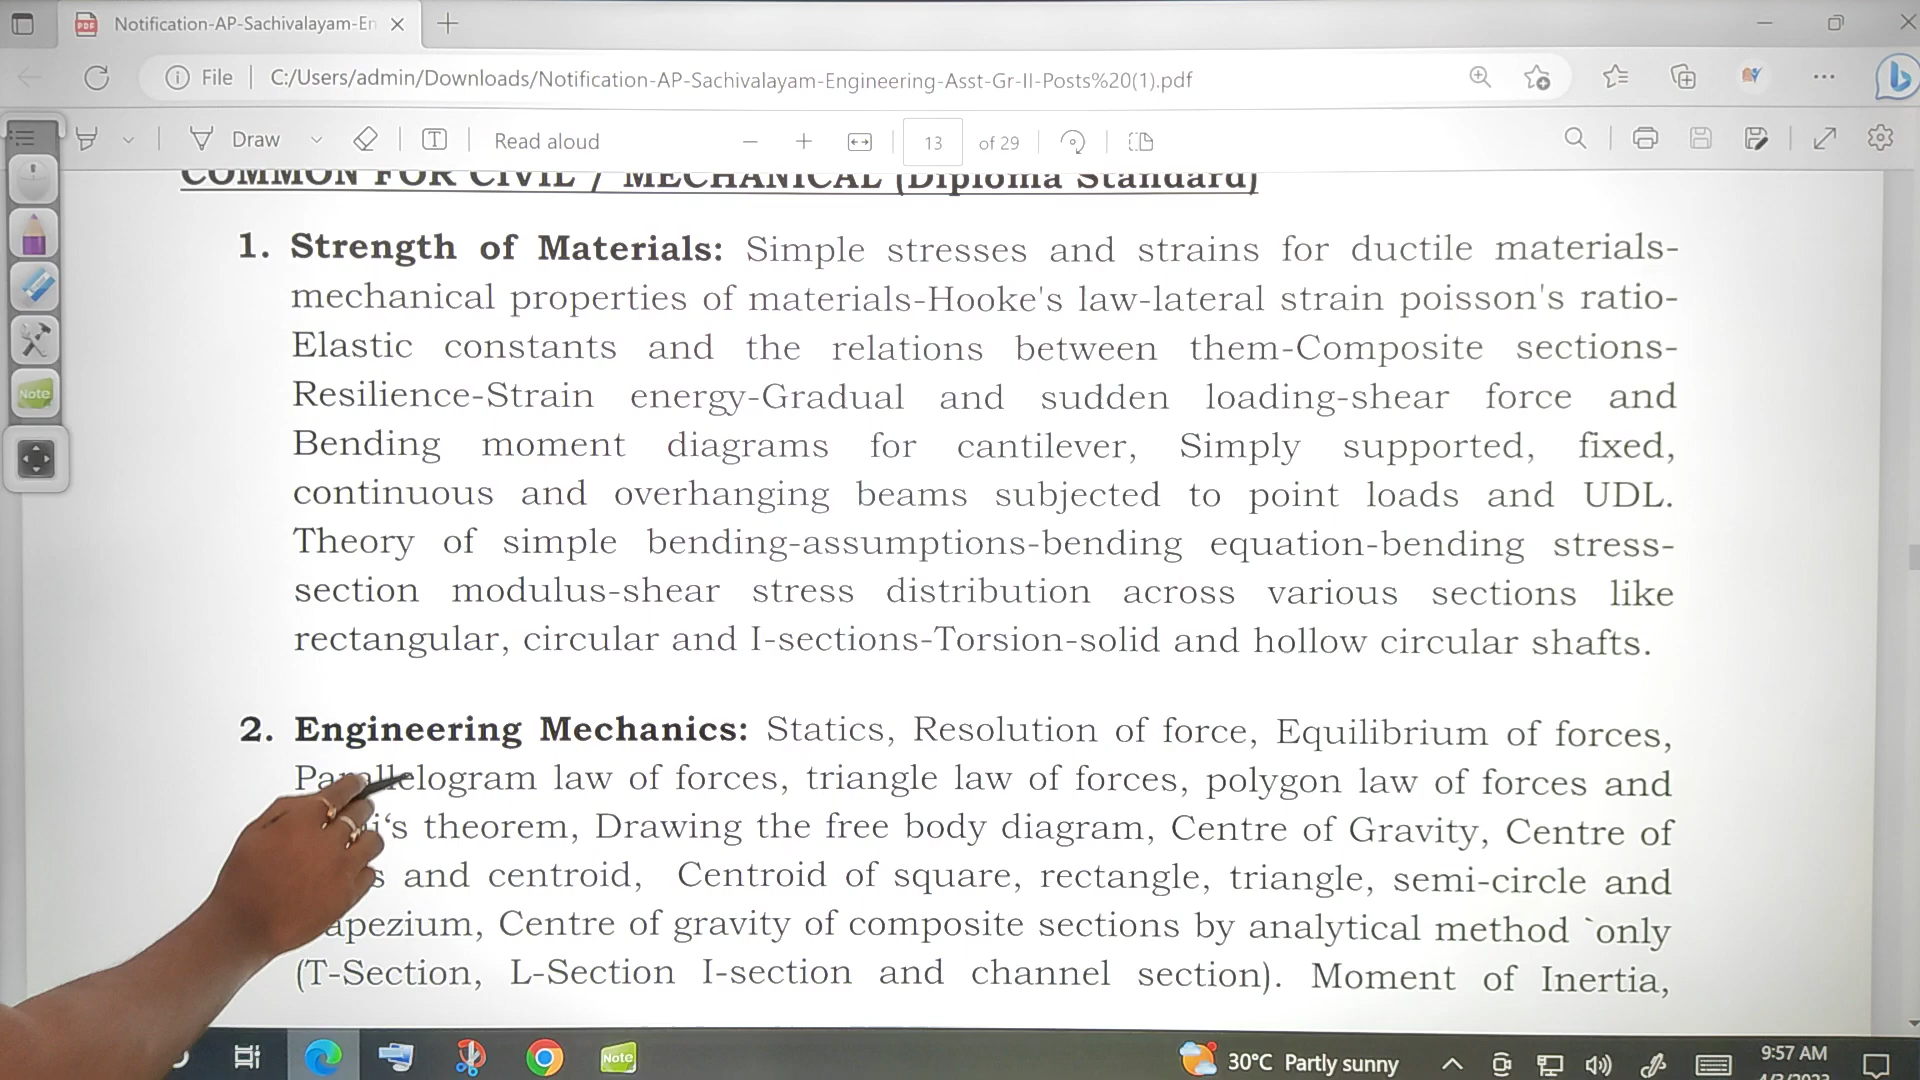 Notification-AP-Sachivalayam-En
File
C:/Users/admin/Downloads/Notification-AP-Sachivalayam-Engineering-Asst-Gr-II-Posts%20(1).pdf
Draw
Read aloud
13 of 29
COMMON FOR CIVIL / MECHANICAL (Diploma Standard)
1. Strength of Materials: Simple stresses and strains for ductile materials-
mechanical properties of materials-Hooke's law-lateral strain poisson's ratio-
Elastic constants and the relations between them-Composite sections-
Resilience-Strain energy-Gradual and sudden loading-shear force and
Bending moment diagrams for cantilever, Simply supported, fixed,
continuous and overhanging beams subjected to point loads and UDL.
Theory of simple bending-assumptions-bending equation-bending stress-
section modulus-shear stress distribution across various sections like
rectangular, circular and I-sections-Torsion-solid and hollow circular shafts.
2. Engineering Mechanics: Statics, Resolution of force, Equilibrium of forces,
Parallelogram law of forces, triangle law of forces, polygon law of forces and
theorem, Drawing the free body diagram, Centre of Gravity, Centre of
and centroid, Centroid of square, rectangle, triangle, semi-circle and
apezium, Centre of gravity of composite sections by analytical method `only
(T-Section, L-Section I-section and channel section). Moment of Inertia,
Note
Note
30°C Partly sunny
9:57 AM